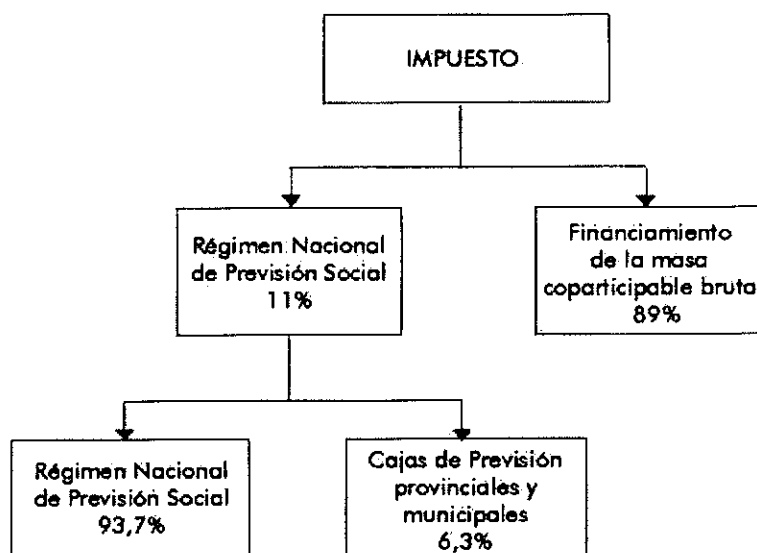 IMPUESTO
Régimen Nacional
de Previsión Social
11%
Financiamiento
de la masa
coparticipable bruta
89%
Régimen Nacional
de Previsión Social
93,7%
Cajas de Previsión
provinciales y
municipales
6,3%